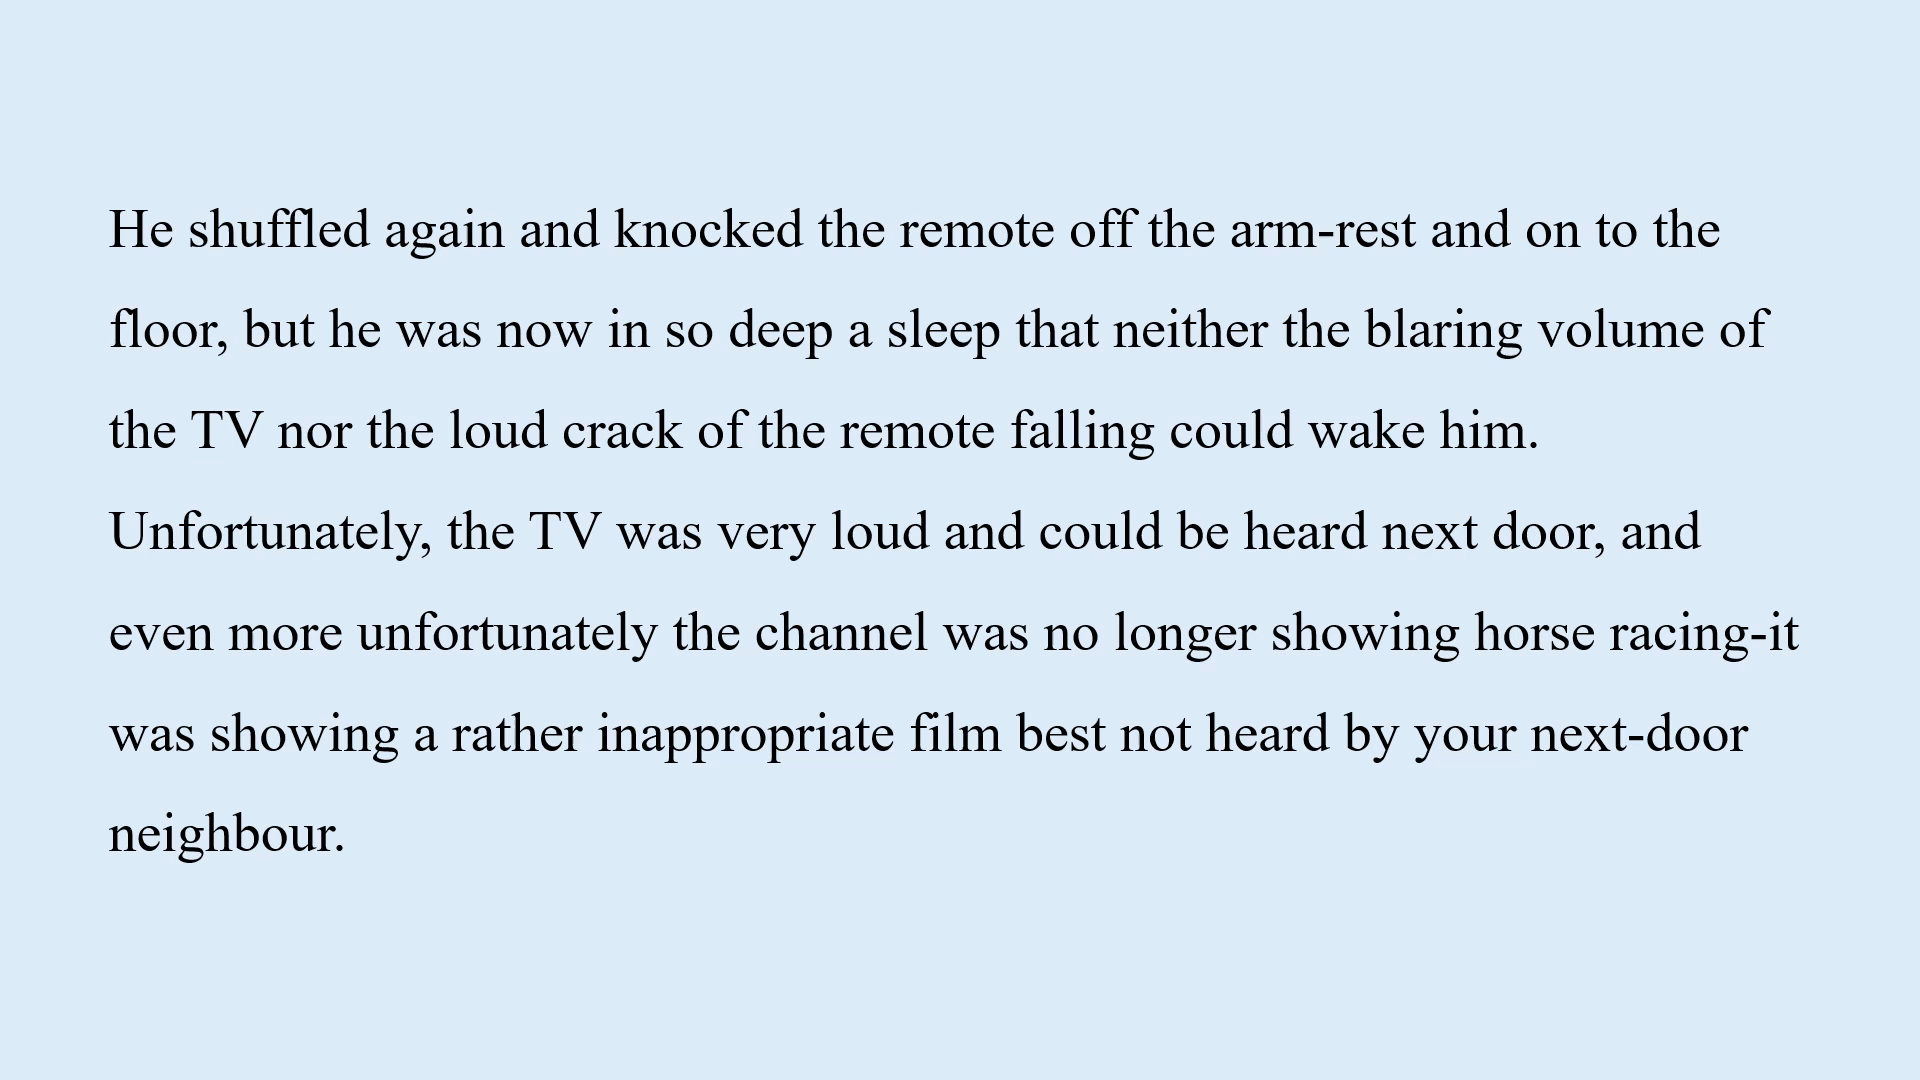 He shuffled again and knocked the remote off the arm-rest and on to the
floor, but he was now in so deep a sleep that neither the blaring volume of
the TV nor the loud crack of the remote falling could wake him.
Unfortunately, the TV was very loud and could be heard next door, and
even more unfortunately the channel was no longer showing horse racing-it
was showing a rather inappropriate film best not heard by your next-door
neighbour.